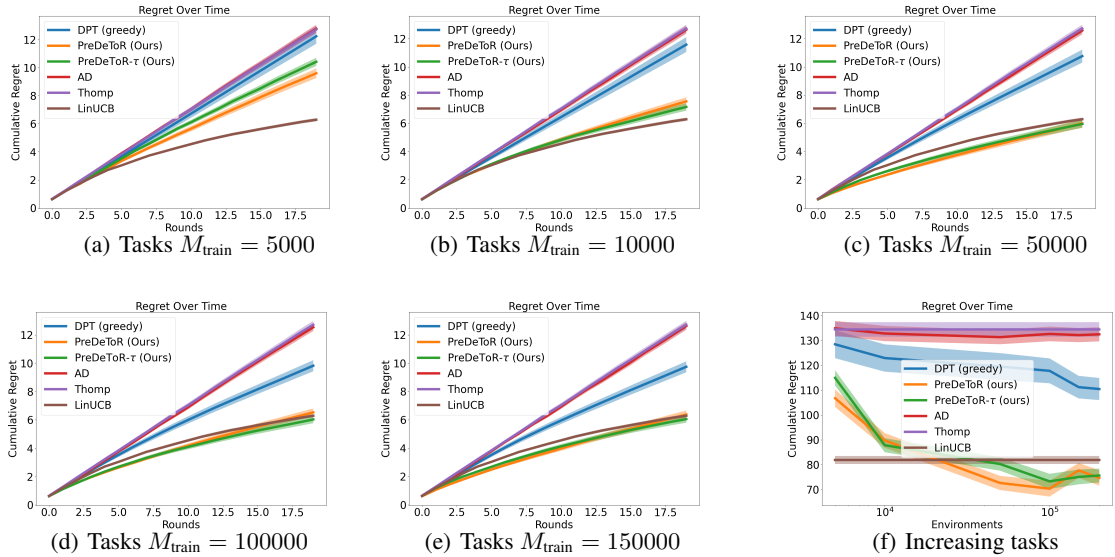 Regret Over Time
Cumulative Regret
12
10
8
6
4
2
0
DPT (greedy)
PreDeToR (Ours)
PreDeToR-τ (Ours)
AD
Thomp
LinUCB
0.0 2.5 5.0 7.5 10.0 12.5 15.0 17.5
Rounds
(a) Tasks M_train = 5000
Regret Over Time
Cumulative Regret
12
10
8
6
4
2
0
DPT (greedy)
PreDeToR (Ours)
PreDeToR-τ (Ours)
AD
Thomp
LinUCB
0.0 2.5 5.0 7.5 10.0 12.5 15.0 17.5
Rounds
(b) Tasks M_train = 10000
Regret Over Time
Cumulative Regret
12
10
8
6
4
2
0
DPT (greedy)
PreDeToR (Ours)
PreDeToR-τ (Ours)
AD
Thomp
LinUCB
0.0 2.5 5.0 7.5 10.0 12.5 15.0 17.5
Rounds
(c) Tasks M_train = 50000
Regret Over Time
Cumulative Regret
12
10
8
6
4
2
0
DPT (greedy)
PreDeToR (Ours)
PreDeToR-τ (Ours)
AD
Thomp
LinUCB
0.0 2.5 5.0 7.5 10.0 12.5 15.0 17.5
Rounds
(d) Tasks M_train = 100000
Regret Over Time
Cumulative Regret
12
10
8
6
4
2
0
DPT (greedy)
PreDeToR (Ours)
PreDeToR-τ (Ours)
AD
Thomp
LinUCB
0.0 2.5 5.0 7.5 10.0 12.5 15.0 17.5
Rounds
(e) Tasks M_train = 150000
Regret Over Time
Cumulative Regret
140
130
120
110
100
90
80
70
DPT (greedy)
PreDeToR (ours)
PreDeToR-τ (ours)
AD
Thomp
LinUCB
10⁴ 10⁵
Environments
(f) Increasing tasks